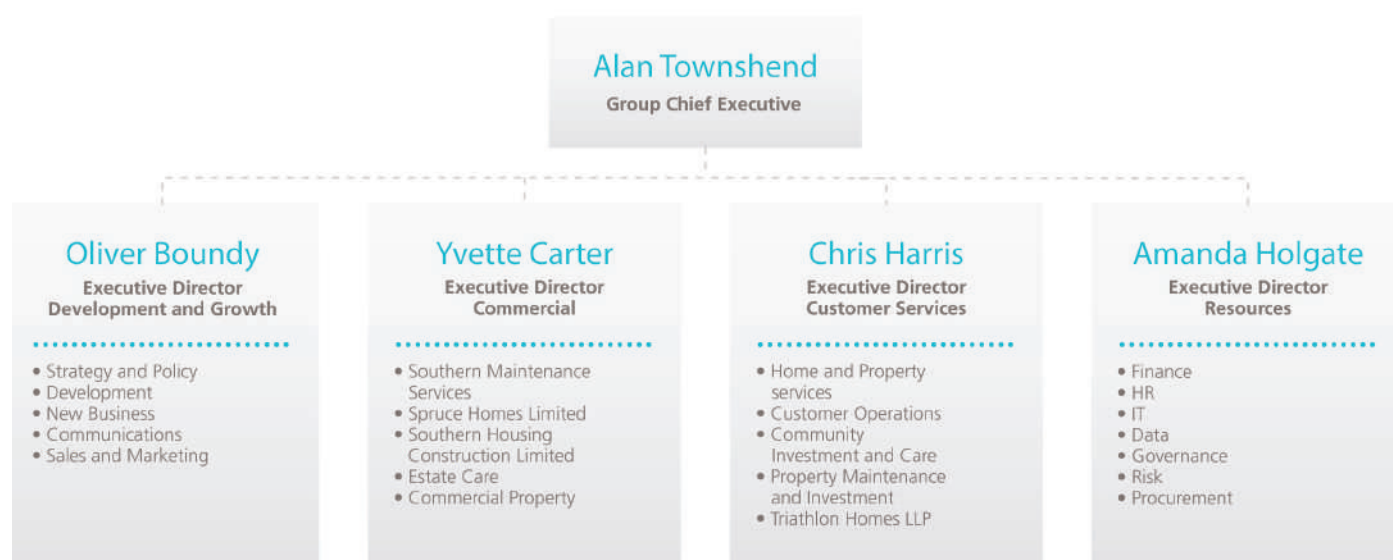 Alan Townshend
Group Chief Executive
Oliver Boundy
Executive Director
Development and Growth
• Strategy and Policy
• Development
• New Business
• Communications
• Sales and Marketing
Yvette Carter
Executive Director
Commercial
• Southern Maintenance
Services
• Spruce Homes Limited
• Southern Housing
Construction Limited
• Estate Care
• Commercial Property
Chris Harris
Executive Director
Customer Services
• Home and Property
services
• Customer Operations
• Community
Investment and Care
• Property Maintenance
and Investment
• Triathlon Homes LLP
Amanda Holgate
Executive Director
Resources
• Finance
• HR
• IT
• Data
• Governance
• Risk
• Procurement